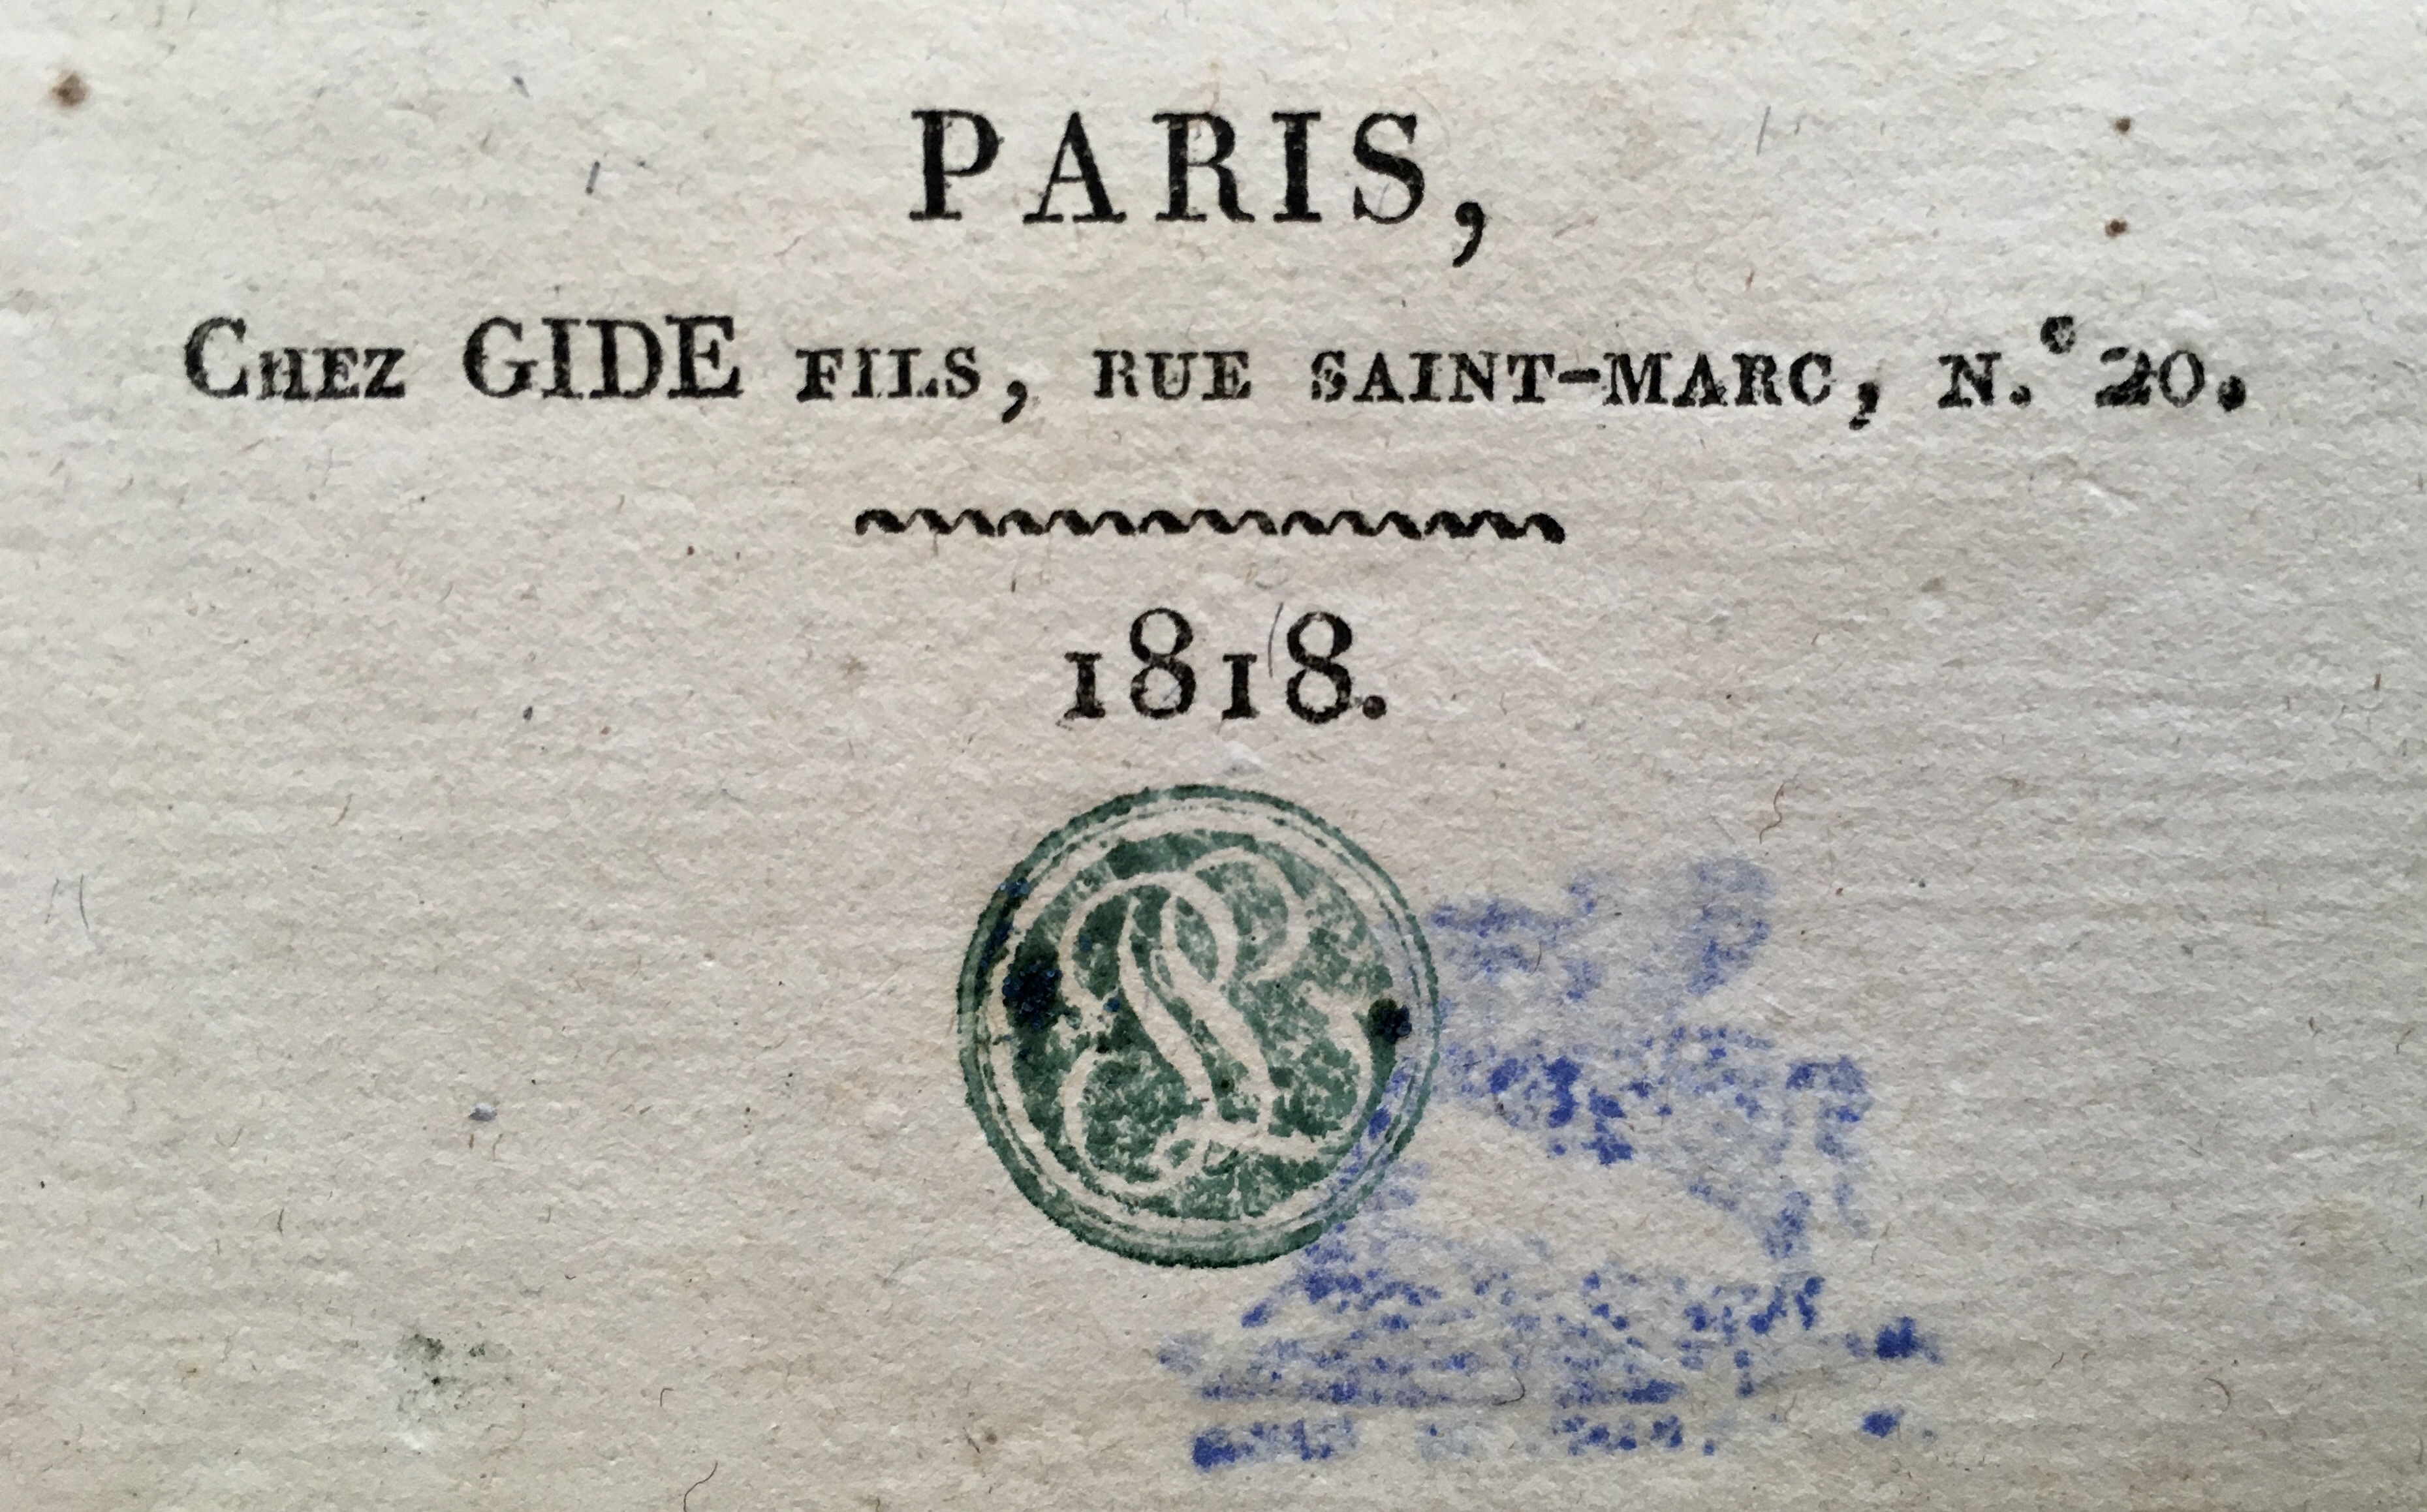 PARIS,
CHEZ GIDE FILS, RUE SAINT-MARC, N.° 20.
1818.